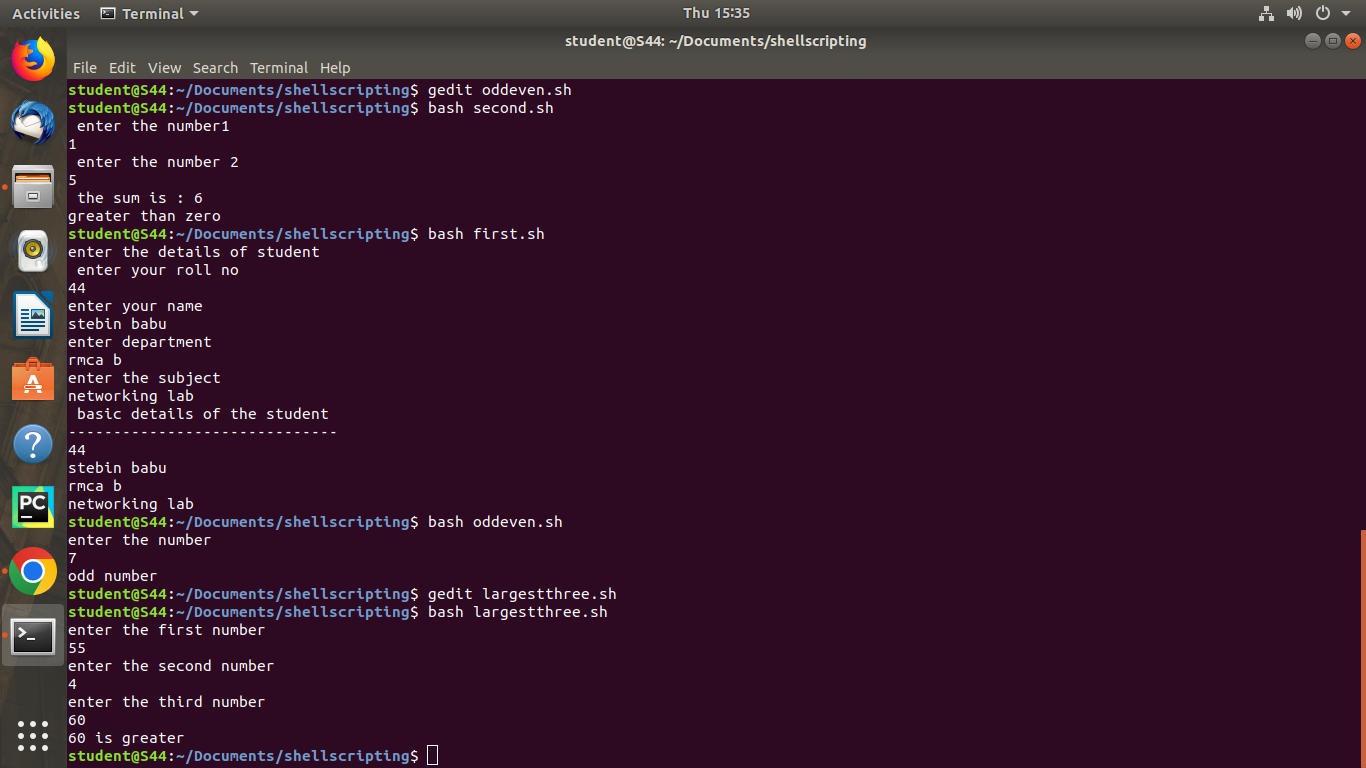 Activities Terminal Thu 15:35
student@S44: ~/Documents/shellscripting
File Edit View Search Terminal Help
student@S44:~/Documents/shellscripting$ gedit oddeven.sh
student@S44:~/Documents/shellscripting$ bash second.sh
 enter the number1
1
 enter the number 2
5
 the sum is : 6
greater than zero
student@S44:~/Documents/shellscripting$ bash first.sh
enter the details of student
 enter your roll no
44
enter your name
stebin babu
enter department
rmca b
enter the subject
networking lab
 basic details of the student
------------------------------
44
stebin babu
rmca b
networking lab
student@S44:~/Documents/shellscripting$ bash oddeven.sh
enter the number
7
odd number
student@S44:~/Documents/shellscripting$ gedit largestthree.sh
student@S44:~/Documents/shellscripting$ bash largestthree.sh
enter the first number
55
enter the second number
4
enter the third number
60
60 is greater
student@S44:~/Documents/shellscripting$
PC